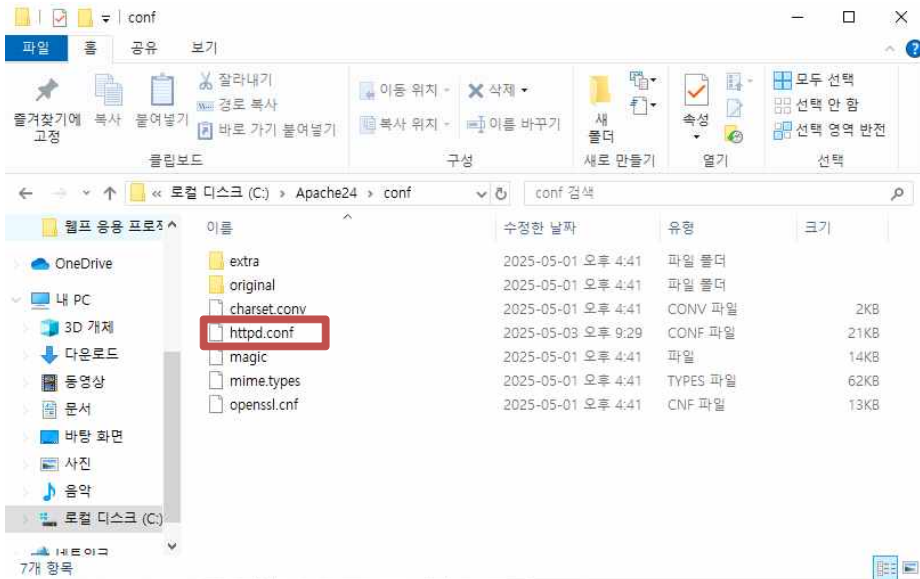 conf
파일 홈 공유 보기
즐겨찾기에 고정
복사
붙여넣기
잘라내기
경로 복사
바로 가기 붙여넣기
클립보드
이동 위치
복사 위치
삭제
이름 바꾸기
구성
새 폴더
새로 만들기
속성
열기
모두 선택
선택 안 함
선택 영역 반전
선택
« 로컬 디스크 (C:) › Apache24 › conf
conf 검색
웹프 응용 프로젝
OneDrive
내 PC
3D 개체
다운로드
동영상
문서
바탕 화면
사진
음악
로컬 디스크 (C:)
네트워크
이름 수정한 날짜 유형 크기
extra 2025-05-01 오후 4:41 파일 폴더
original 2025-05-01 오후 4:41 파일 폴더
charset.conv 2025-05-01 오후 4:41 CONV 파일 2KB
httpd.conf 2025-05-03 오후 9:29 CONF 파일 21KB
magic 2025-05-01 오후 4:41 파일 14KB
mime.types 2025-05-01 오후 4:41 TYPES 파일 62KB
openssl.cnf 2025-05-01 오후 4:41 CNF 파일 13KB
7개 항목